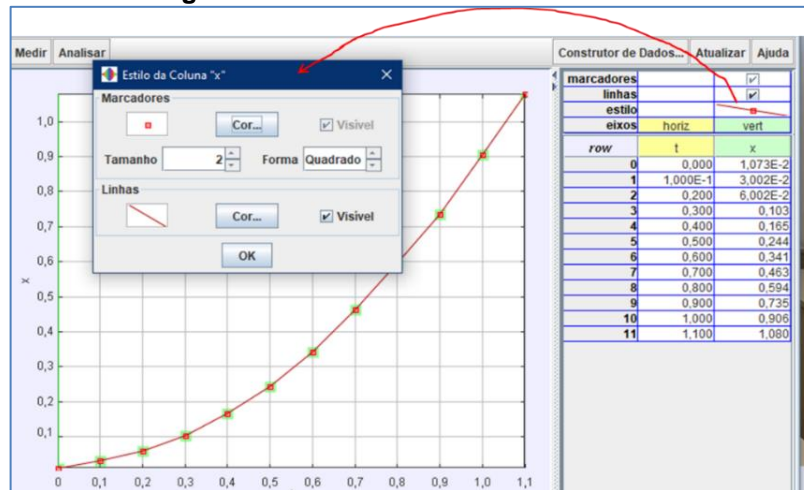 Medir Analisar
Construtor de Dados... Atualizar Ajuda
Estilo da Coluna "x"
Marcadores
Cor... Visivel
Tamanho 2 Forma Quadrado
Linhas
Cor... Visivel
OK
1,0
0,9
0,8
0,7
0,6
0,5
0,4
0,3
0,2
0,1
x
0 0,1 0,2 0,3 0,4 0,5 0,6 0,7 0,8 0,9 1,0 1,1
marcadores
linhas
estilo
eixos horiz vert
row t x
0 0,000 1,073E-2
1 1,000E-1 3,002E-2
2 0,200 6,002E-2
3 0,300 0,103
4 0,400 0,165
5 0,500 0,244
6 0,600 0,341
7 0,700 0,463
8 0,800 0,594
9 0,900 0,735
10 1,000 0,906
11 1,100 1,080